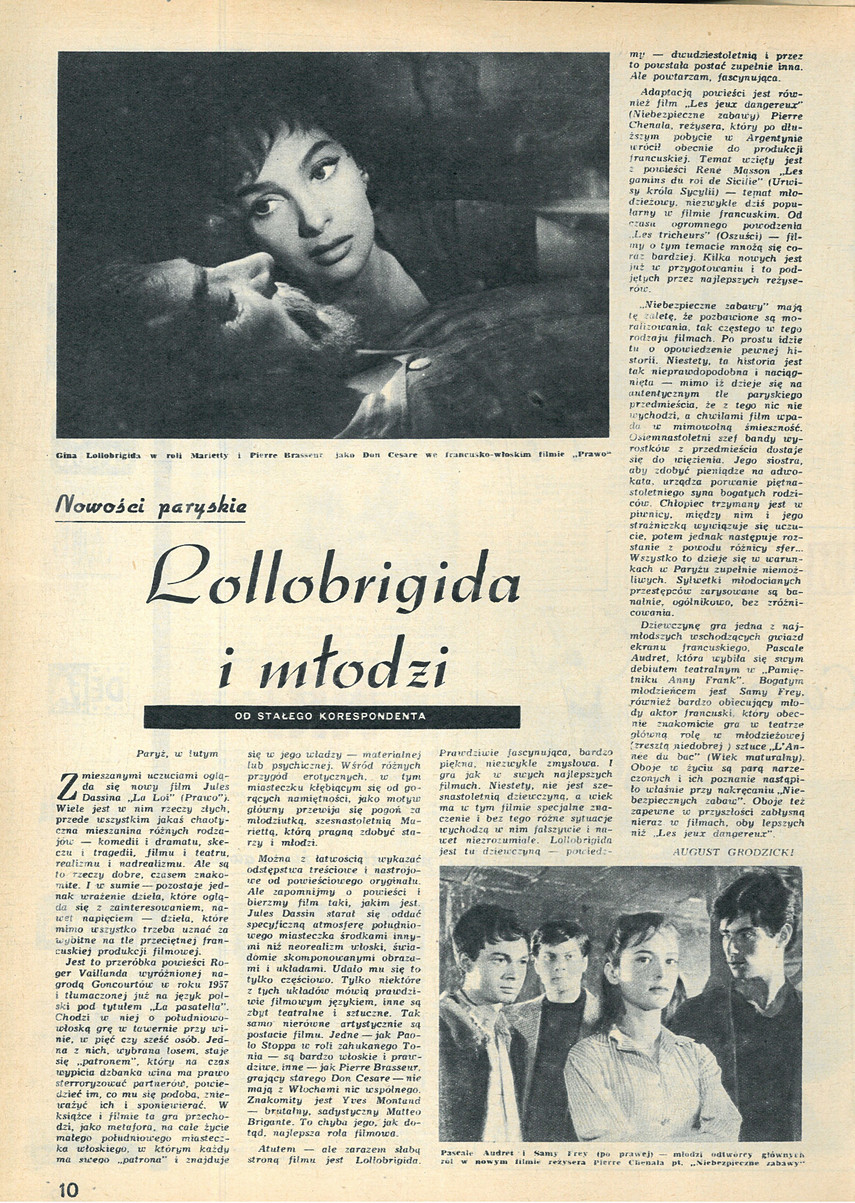 Gina Lollobrigida w roli Marietty i Pierre Brasseur jako Don Cesare we francusko-włoskim filmie „Prawo”
Nowości paryskie
Lollobrigida
i młodzi
OD STAŁEGO KORESPONDENTA
Paryż, w lutym
Z mieszanymi uczuciami oglą-
da się nowy film Jules
Dassina „La Loi” („Prawo”).
Wiele jest w nim rzeczy złych,
przede wszystkim jakaś chaoty-
czna mieszanina różnych rodza-
jów — komedii i dramatu, ske-
czu i tragedii, filmu i teatru,
realizmu i nadrealizmu. Ale są
to rzeczy dobre, czasem znako-
mite. I w sumie — pozostaje jed-
nak wrażenie dzieła, które oglą-
da się z zainteresowaniem, na-
wet napięciem — dzieła, które
mimo wszystko trzeba uznać za
wybitne na tle przeciętnej fran-
cuskiej produkcji filmowej.
Jest to przeróbka powieści Ro-
ger Vaillanda wyróżnionej na-
grodą Goncourtów w roku 1957
i tłumaczonej już na język pol-
ski pod tytułem „La pasatella”.
Chodzi w niej o południowo-
włoską grę w tawernie przy wi-
nie, w pięć czy sześć osób. Jed-
na z nich, wybrana losem, staje
się „patronem”, który na czas
wypicia dzbanka wina ma prawo
sterroryzować partnerów, powie-
dzieć im, co mu się podoba, znie-
ważyć ich i sponiewierać. W
książce i filmie ta gra przecho-
dzi, jako metafora, na całe życie
małego południowego miastecz-
ka włoskiego, w którym każdy
ma swego „patrona” i znajduje
się w jego władzy — materialnej
lub psychicznej. Wśród różnych
przygód erotycznych, w tym
miasteczku kłębiącym się od go-
rących namiętności, jako motyw
główny przewija się pogoń za
młodziutką, szesnastoletnią Ma-
riettą, którą pragną zdobyć sta-
rzy i młodzi.
Można z łatwością wykazać
odstępstwa treściowe i nastrojo-
we od powieściowego oryginału.
Ale zapomnijmy o powieści i
bierzmy film taki, jakim jest.
Jules Dassin starał się oddać
specyficzną atmosferę południo-
wego miasteczka środkami inny-
mi niż neorealizm włoski, świa-
domie skomponowanymi obraza-
mi i układami. Udało mu się to
tylko częściowo. Tylko niektóre
z tych układów mówią prawdzi-
wie filmowym językiem, inne są
zbyt teatralne i sztuczne. Tak
samo nierówne artystycznie są
postacie filmu. Jedne — jak Pao-
lo Stoppa w roli zahukanego To-
nia — są bardzo włoskie i praw-
dziwe, inne — jak Pierre Brasseur,
grający starego Don Cesare — nie
mają z Włochami nic wspólnego.
Znakomity jest Yves Montand
— brutalny, sadystyczny Matteo
Brigante. To chyba jego, jak do-
tąd, najlepsza rola filmowa.
Atutem — ale zarazem słabą
stroną filmu jest Lollobrigida.
Prawdziwie fascynująca, bardzo
piękna, niezwykle zmysłowa. I
gra jak w swych najlepszych
filmach. Niestety, nie jest sze-
snastoletnią dziewczyną, a wiek
ma w tym filmie specjalne zna-
czenie i bez tego różne sytuacje
wychodzą w nim fałszywie i na-
wet niezrozumiale. Lollobrigida
jest tu dziewczyną — powiedz-
my — dwudziestoletnią i przez
to powstała postać zupełnie inna.
Ale powtarzam, fascynująca.
Adaptacją powieści jest rów-
nież film „Les jeux dangereux”
(Niebezpieczne zabawy) Pierre
Chenala, reżysera, który po dłu-
ższym pobycie w Argentynie
wrócił obecnie do produkcji
francuskiej. Temat wzięty jest
z powieści René Masson „Les
gamins du roi de Sicilie” (Urwi-
sy króla Sycylii) — temat mło-
dzieżowy, niezwykle dziś popu-
larny w filmie francuskim. Od
czasu ogromnego powodzenia
„Les tricheurs” (Oszuści) — fil-
my o tym temacie mnożą się co-
raz bardziej. Kilka nowych jest
już w przygotowaniu i to pod-
jętych przez najlepszych reżyse-
rów.
„Niebezpieczne zabawy” mają
tę zaletę, że pozbawione są mo-
ralizowania, tak częstego w tego
rodzaju filmach. Po prostu idzie
tu o opowiedzenie pewnej hi-
storii. Niestety, ta historia jest
tak nieprawdopodobna i naciąg-
nięta — mimo iż dzieje się na
autentycznym tle paryskiego
przedmieścia, że z tego nic nie
wychodzi, a chwilami film wpa-
da w mimowolną śmieszność.
Osiemnastoletni szef bandy wy-
rostków z przedmieścia dostaje
się do więzienia. Jego siostra,
aby zdobyć pieniądze na adwo-
kata, urządza porwanie piętna-
stoletniego syna bogatych rodzi-
ców. Chłopiec trzymany jest w
piwnicy, między nim i jego
strażniczką wywiązuje się uczu-
cie, potem jednak następuje roz-
stanie z powodu różnicy sfer...
Wszystko to dzieje się w warun-
kach w Paryżu zupełnie niemoż-
liwych. Sylwetki młodocianych
przestępców zarysowane są ba-
nalnie, ogólnikowo, bez zróżni-
cowania.
Dziewczynę gra jedna z naj-
młodszych wschodzących gwiazd
ekranu francuskiego, Pascale
Audret, która wybiła się swym
debiutem teatralnym w „Pamię-
tniku Anny Frank”. Bogatym
młodzieńcem jest Samy Frey,
również bardzo obiecujący mło-
dy aktor francuski, który obec-
nie znakomicie gra w teatrze
główną rolę w młodzieżowej
(zresztą niedobrej ) sztuce „L'An-
nee du bac” (Wiek maturalny).
Oboje w życiu są parą narze-
czonych i ich poznanie nastąpi-
ło właśnie przy nakręcaniu „Nie-
bezpiecznych zabaw”. Oboje też
zapewne w przyszłości zabłysną
nieraz w filmach, oby lepszych
niż „Les jeux dangereux”.
AUGUST GRODZICKI
Pascale Audret i Samy Frey (po prawej) — młodzi odtwórcy głównych
ról w nowym filmie reżysera Pierre Chenala pt. „Niebezpieczne zabawy”
10